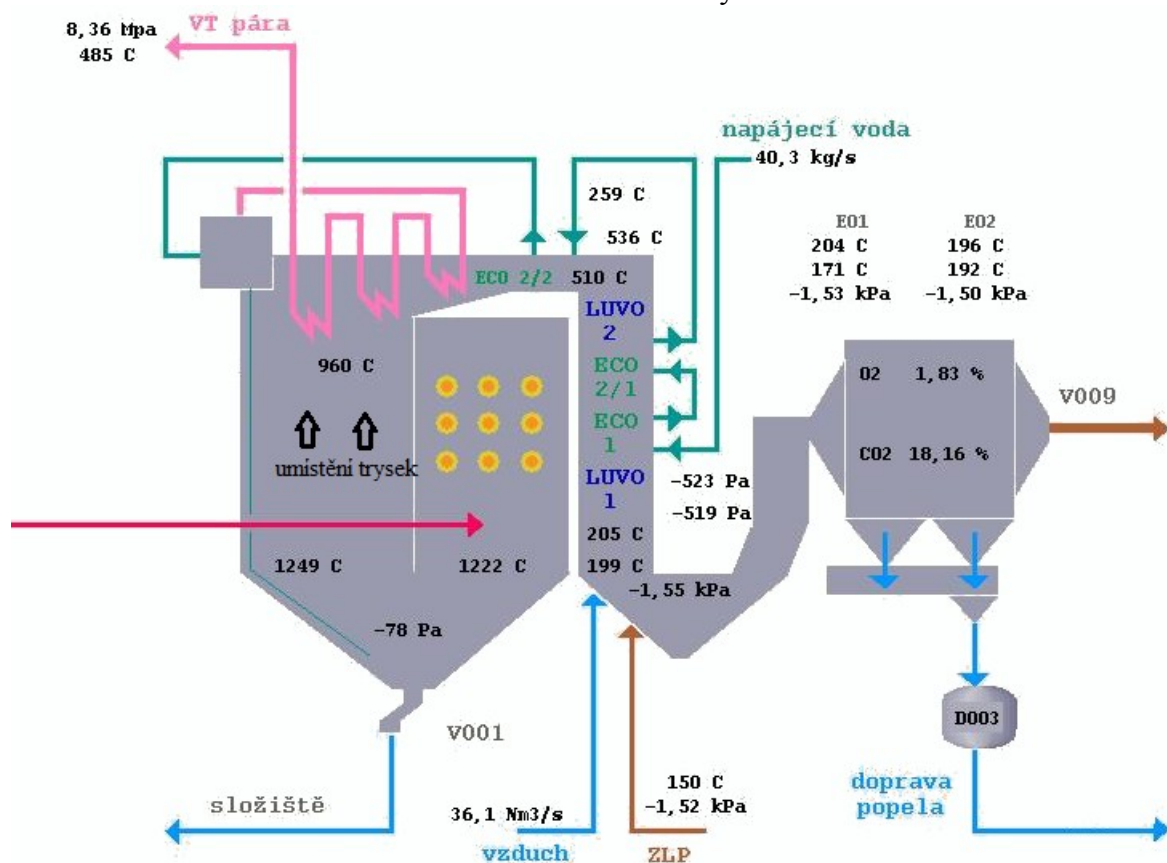 8,36 Mpa
485 C
VT pára
napájecí voda
40,3 kg/s
259 C
536 C
E01
204 C
171 C
-1,53 kPa
E02
196 C
192 C
-1,50 kPa
ECO 2/2
510 C
LUVO
2
ECO
2/1
ECO
1
LUVO
1
960 C
umístění trysek
O2 1,83 %
CO2 18,16 %
V009
-523 Pa
-519 Pa
205 C
199 C
-1,55 kPa
1249 C
1222 C
-78 Pa
V001
D003
složiště
36,1 Nm3/s
vzduch
150 C
-1,52 kPa
ZLP
doprava
popela